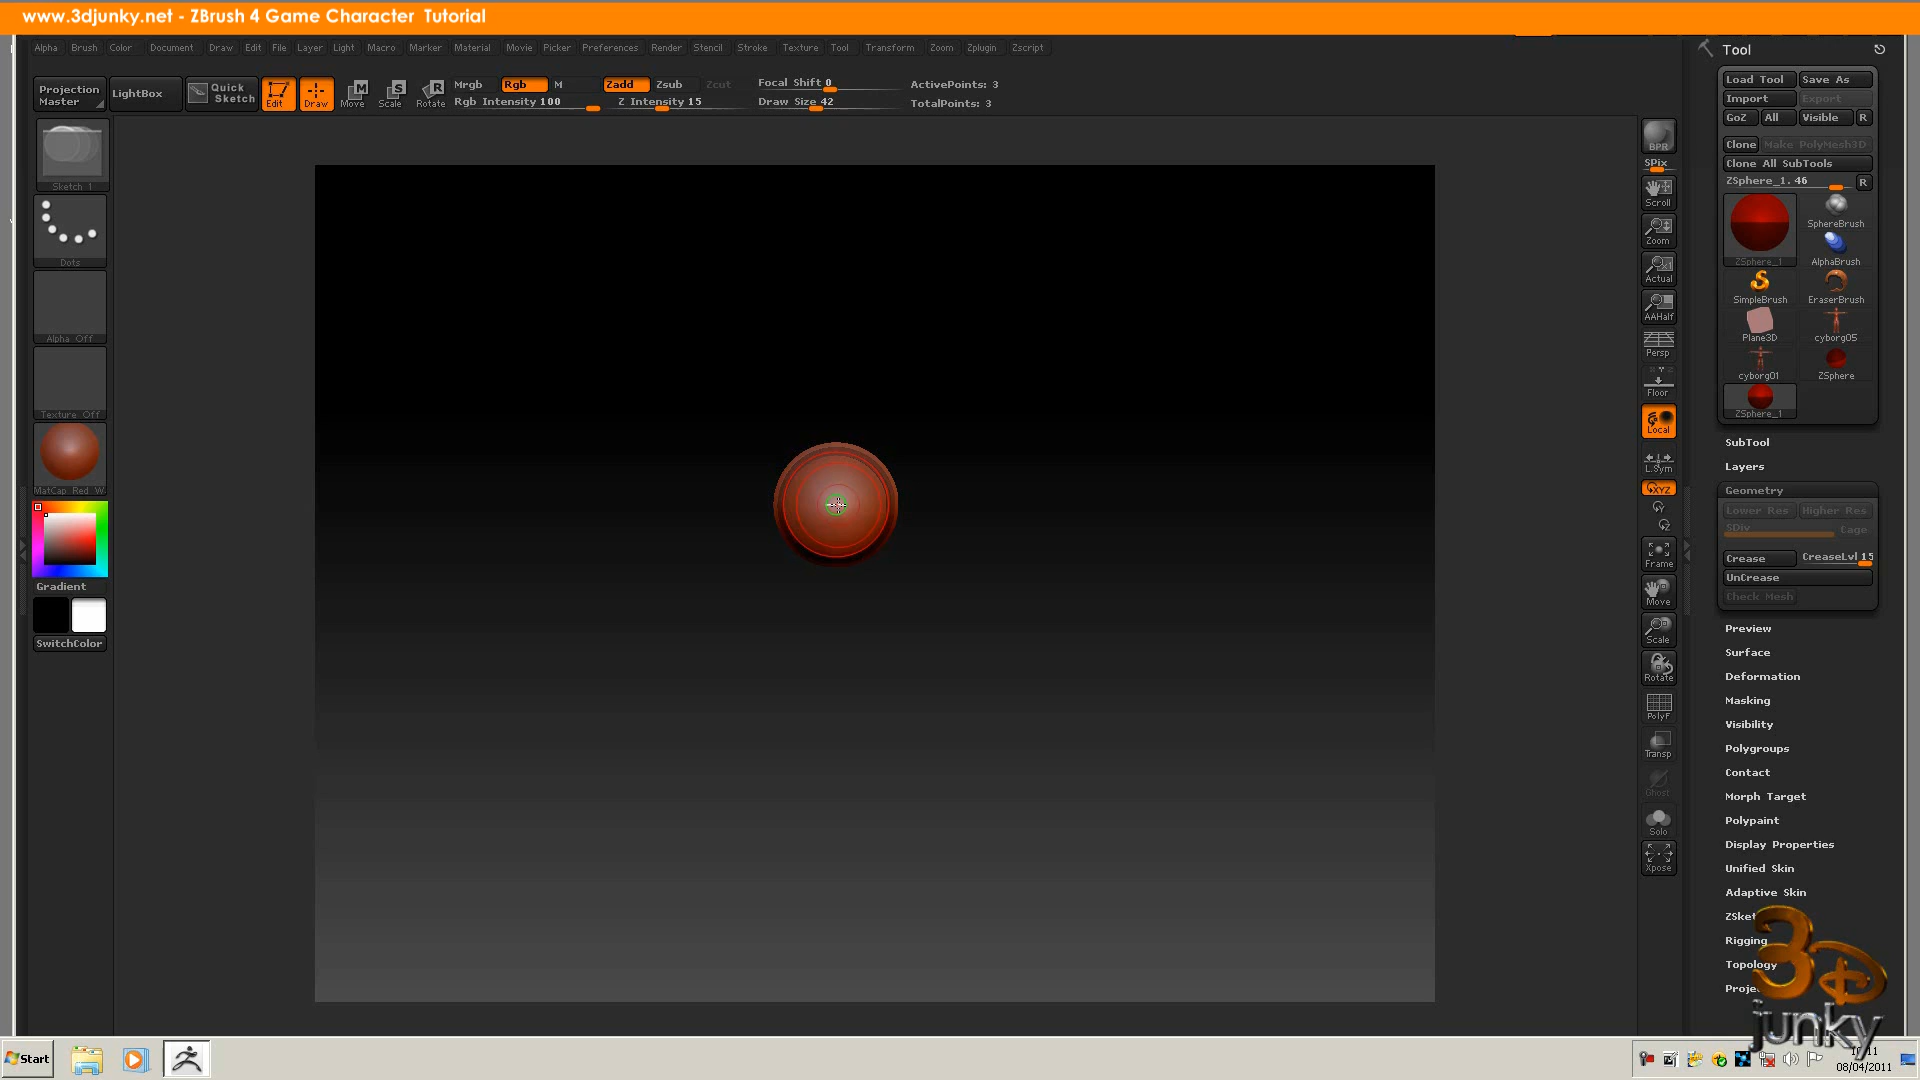 www.3djunky.net - ZBrush 4 Game Character Tutorial
Alpha Brush Color Document Draw Edit File Layer Light Macro Marker Material Movie Picker Preferences Render Stencil Stroke Texture Tool Transform Zoom Zplugin Zscript
Projection Master
LightBox
Quick Sketch
Edit
Draw
Move
Scale
Rotate
Mrgb Rgb M
Rgb Intensity 100
Zadd Zsub Zcut
Z Intensity 15
Focal Shift 0
Draw Size 42
ActivePoints: 3
TotalPoints: 3
Sketch 1
Dots
Alpha Off
Texture Off
MatCap Red W
Gradient
SwitchColor
BPR
SPix
Scroll
Zoom
Actual
AAHalf
Persp
Floor
Local
L.Sym
XYZ
Y
Z
Frame
Move
Scale
Rotate
PolyF
Transp
Ghost
Solo
Xpose
Tool
Load Tool Save As
Import Export
GoZ All Visible R
Clone Make PolyMesh3D
Clone All SubTools
ZSphere_1. 46 R
ZSphere_1
SphereBrush
AlphaBrush
SimpleBrush EraserBrush
Plane3D cyborg05
cyborg01 ZSphere
ZSphere_1
SubTool
Layers
Geometry
Lower Res Higher Res
SDiv Cage
Crease CreaseLvl 15
UnCrease
Check Mesh
Preview
Surface
Deformation
Masking
Visibility
Polygroups
Contact
Morph Target
Polypaint
Display Properties
Unified Skin
Adaptive Skin
ZSket
Rigging
Topology
Proje
3D
junky
Start
08/04/2011